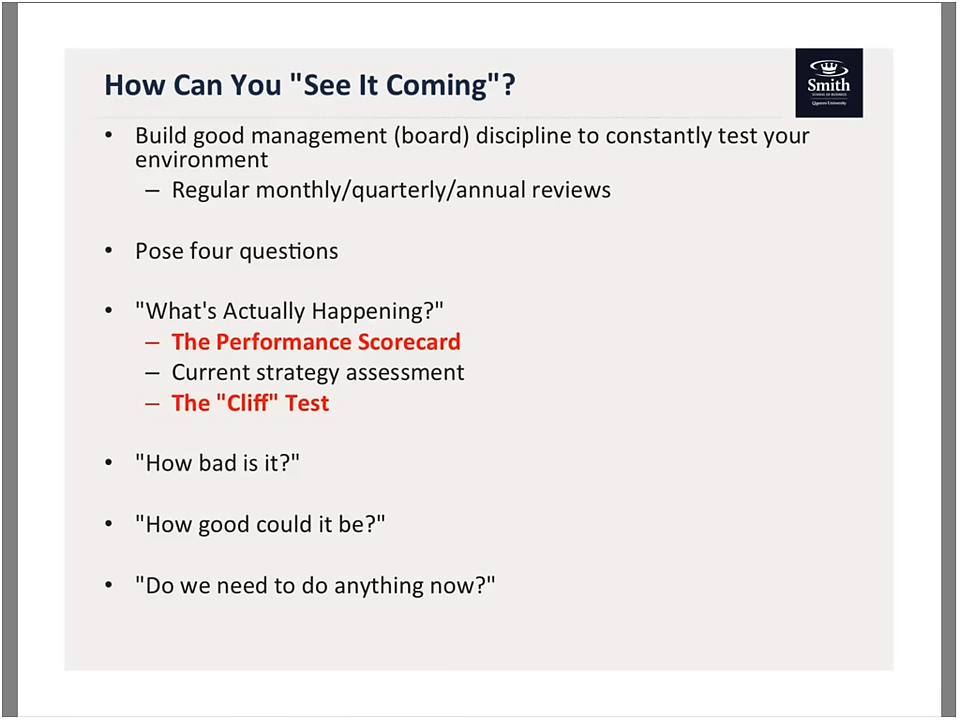 How Can You "See It Coming"?
Smith
SCHOOL OF BUSINESS
Queen's University
• Build good management (board) discipline to constantly test your
environment
– Regular monthly/quarterly/annual reviews
• Pose four questions
• "What's Actually Happening?"
– The Performance Scorecard
– Current strategy assessment
– The "Cliff" Test
• "How bad is it?"
• "How good could it be?"
• "Do we need to do anything now?"